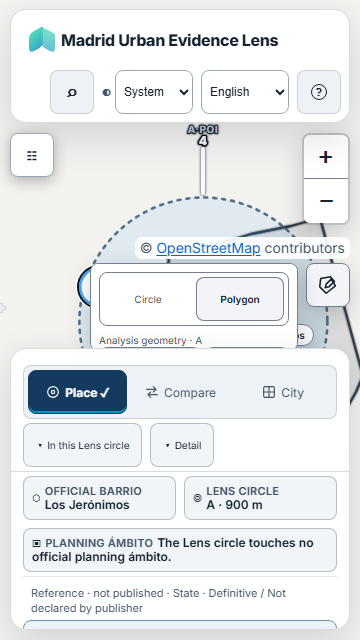 Madrid Urban Evidence Lens
System
English
?
A-POI
4
+
−
© OpenStreetMap contributors
Circle
Polygon
Analysis geometry · A
Place ✓
Compare
City
In this Lens circle
Detail
OFFICIAL BARRIO
Los Jerónimos
LENS CIRCLE
A · 900 m
PLANNING ÁMBITO The Lens circle touches no
official planning ámbito.
Reference · not published · State · Definitive / Not
declared by publisher